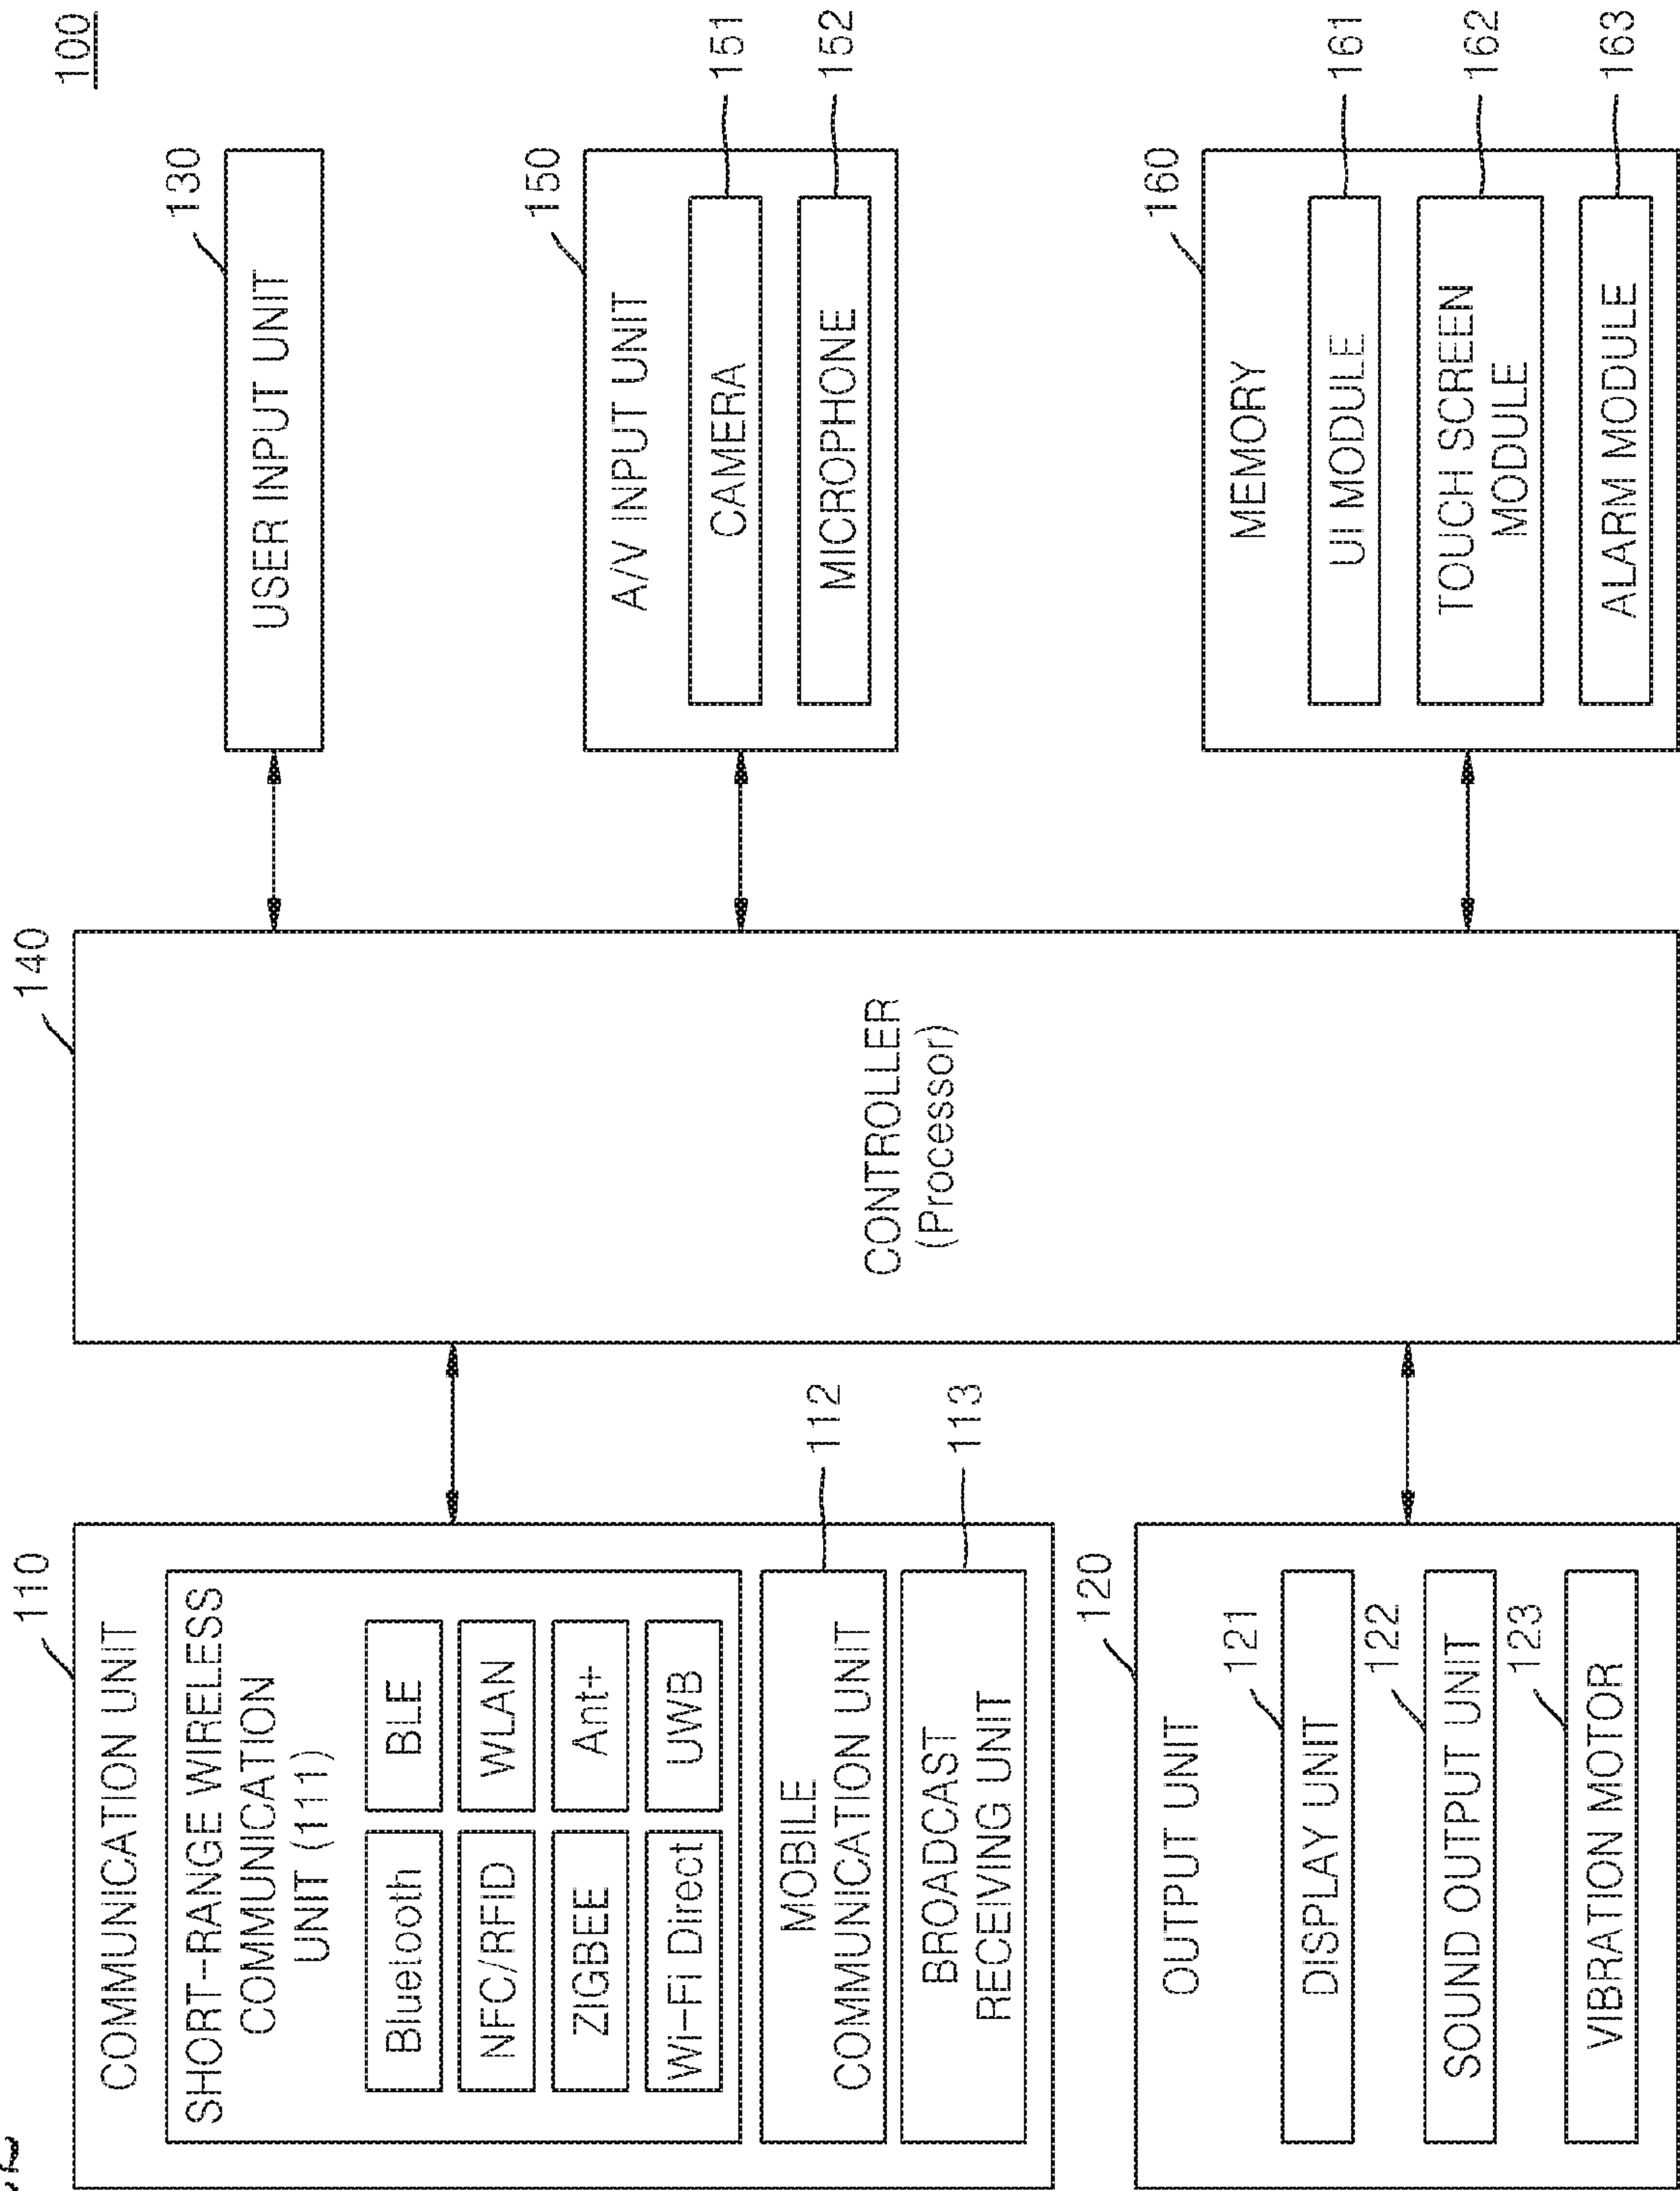 100
110
COMMUNICATION UNIT
SHORT-RANGE WIRELESS
COMMUNICATION
UNIT (111)
Bluetooth
BLE
NFC/RFID
WLAN
ZIGBEE
Ant+
Wi-Fi Direct
UWB
MOBILE
COMMUNICATION UNIT
112
BROADCAST
RECEIVING UNIT
113
120
OUTPUT UNIT
121
DISPLAY UNIT
122
SOUND OUTPUT UNIT
123
VIBRATION MOTOR
140
CONTROLLER
(Processor)
130
USER INPUT UNIT
150
A/V INPUT UNIT
CAMERA
151
MICROPHONE
152
160
MEMORY
UI MODULE
161
TOUCH SCREEN
MODULE
162
ALARM MODULE
163